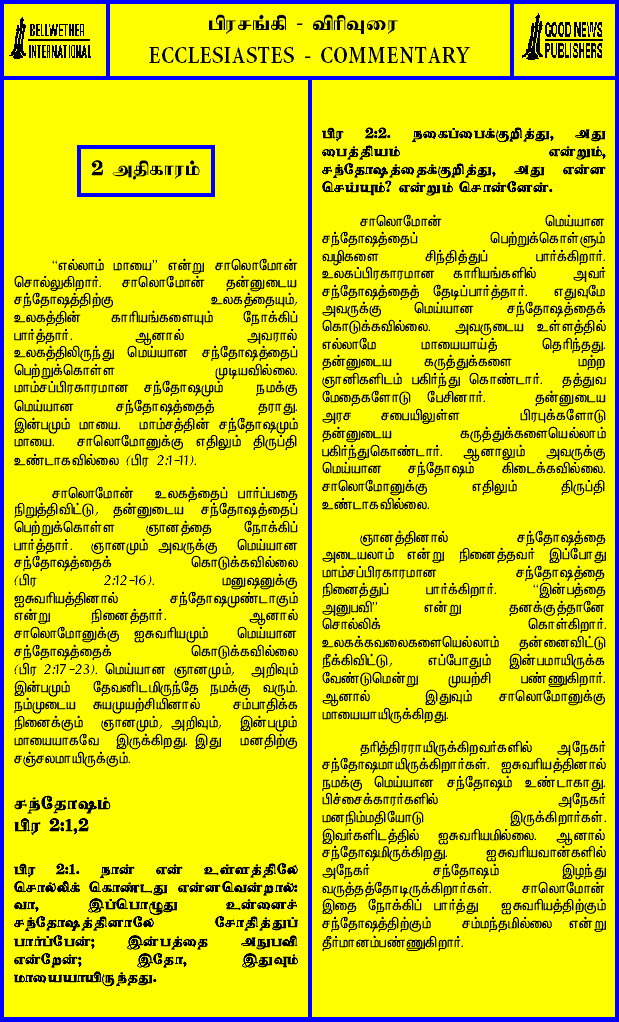 BELLWETHER
INTERNATIONAL
பிரசங்கி - விரிவுரை
ECCLESIASTES - COMMENTARY
GOOD NEWS
PUBLISHERS
2 அதிகாரம்
“எல்லாம் மாயை” என்று சாலொமோன்
சொல்லுகிறார். சாலொமோன் தன்னுடைய
சந்தோஷத்திற்கு உலகத்தையும்,
உலகத்தின் காரியங்களையும் நோக்கிப்
பார்த்தார். ஆனால் அவரால்
உலகத்திலிருந்து மெய்யான சந்தோஷத்தைப்
பெற்றுக்கொள்ள முடியவில்லை.
மாம்சப்பிரகாரமான சந்தோஷமும் நமக்கு
மெய்யான சந்தோஷத்தைத் தராது.
இன்பமும் மாயை. மாம்சத்தின் சந்தோஷமும்
மாயை. சாலொமோனுக்கு எதிலும் திருப்தி
உண்டாகவில்லை (பிர 2:1-11).
சாலொமோன் உலகத்தைப் பார்ப்பதை
நிறுத்திவிட்டு, தன்னுடைய சந்தோஷத்தைப்
பெற்றுக்கொள்ள ஞானத்தை நோக்கிப்
பார்த்தார். ஞானமும் அவருக்கு மெய்யான
சந்தோஷத்தைக் கொடுக்கவில்லை
(பிர 2:12-16). மனுஷனுக்கு
ஐசுவரியத்தினால் சந்தோஷமுண்டாகும்
என்று நினைத்தார். ஆனால்
சாலொமோனுக்கு ஐசுவரியமும் மெய்யான
சந்தோஷத்தைக் கொடுக்கவில்லை
(பிர 2:17-23). மெய்யான ஞானமும், அறிவும்
இன்பமும் தேவனிடமிருந்தே நமக்கு வரும்.
நம்முடைய சுயமுயற்சியினால் சம்பாதிக்க
நினைக்கும் ஞானமும், அறிவும், இன்பமும்
மாயையாகவே இருக்கிறது. இது மனதிற்கு
சஞ்சலமாயிருக்கும்.
சந்தோஷம்
பிர 2:1,2
பிர 2:1. நான் என் உள்ளத்திலே
சொல்லிக் கொண்டது என்னவென்றால்:
வா, இப்பொழுது உன்னைச்
சந்தோஷத்தினாலே சோதித்துப்
பார்ப்பேன்; இன்பத்தை அநுபவி
என்றேன்; இதோ, இதுவும்
மாயையாயிருந்தது.
பிர 2:2. நகைப்பைக்குறித்து, அது
பைத்தியம் என்றும்,
சந்தோஷத்தைக்குறித்து, அது என்ன
செய்யும்? என்றும் சொன்னேன்.
சாலொமோன் மெய்யான
சந்தோஷத்தைப் பெற்றுக்கொள்ளும்
வழிகளை சிந்தித்துப் பார்க்கிறார்.
உலகப்பிரகாரமான காரியங்களில் அவர்
சந்தோஷத்தைத் தேடிப்பார்த்தார். எதுவுமே
அவருக்கு மெய்யான சந்தோஷத்தைக்
கொடுக்கவில்லை. அவருடைய உள்ளத்தில்
எல்லாமே மாயையாய்த் தெரிந்தது.
தன்னுடைய கருத்துக்களை மற்ற
ஞானிகளிடம் பகிர்ந்து கொண்டார். தத்துவ
மேதைகளோடு பேசினார். தன்னுடைய
அரச சபையிலுள்ள பிரபுக்களோடு
தன்னுடைய கருத்துக்களையெல்லாம்
பகிர்ந்துகொண்டார். ஆனாலும் அவருக்கு
மெய்யான சந்தோஷம் கிடைக்கவில்லை.
சாலொமோனுக்கு எதிலும் திருப்தி
உண்டாகவில்லை.
ஞானத்தினால் சந்தோஷத்தை
அடையலாம் என்று நினைத்தவர் இப்போது
மாம்சப்பிரகாரமான சந்தோஷத்தை
நினைத்துப் பார்க்கிறார். “இன்பத்தை
அனுபவி” என்று தனக்குத்தானே
சொல்லிக் கொள்கிறார்.
உலகக்கவலைகளையெல்லாம் தன்னைவிட்டு
நீக்கிவிட்டு, எப்போதும் இன்பமாயிருக்க
வேண்டுமென்று முயற்சி பண்ணுகிறார்.
ஆனால் இதுவும் சாலொமோனுக்கு
மாயையாயிருக்கிறது.
தரித்திரராயிருக்கிறவர்களில் அநேகர்
சந்தோஷமாயிருக்கிறார்கள். ஐசுவரியத்தினால்
நமக்கு மெய்யான சந்தோஷம் உண்டாகாது.
பிச்சைக்காரர்களில் அநேகர்
மனநிம்மதியோடு இருக்கிறார்கள்.
இவர்களிடத்தில் ஐசுவரியமில்லை. ஆனால்
சந்தோஷமிருக்கிறது. ஐசுவரியவான்களில்
அநேகர் சந்தோஷம் இழந்து
வருத்தத்தோடிருக்கிறார்கள். சாலொமோன்
இதை நோக்கிப் பார்த்து ஐசுவரியத்திற்கும்
சந்தோஷத்திற்கும் சம்மந்தமில்லை என்று
தீர்மானம்பண்ணுகிறார்.